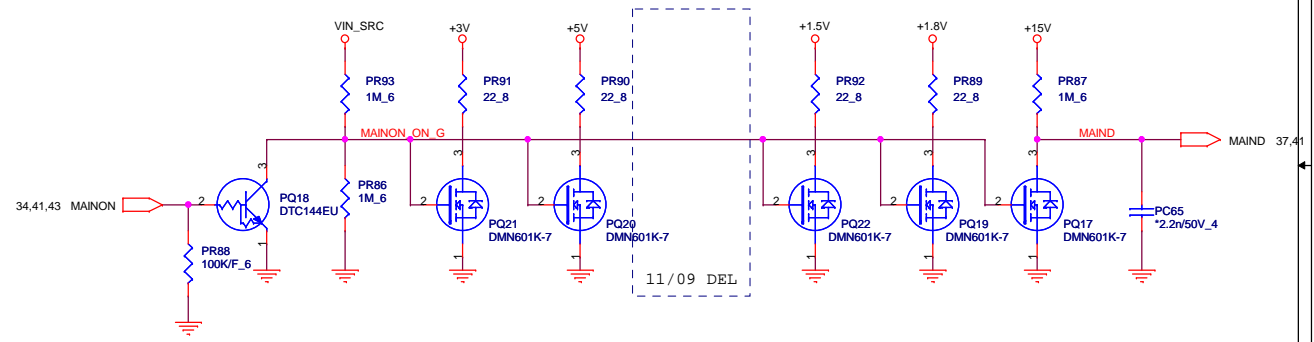 VIN_SRC
+3V
+5V
+1.5V
+1.8V
+15V
PR93
1M_6
PR91
22_8
PR90
22_8
PR92
22_8
PR89
22_8
PR87
1M_6
MAINON_ON_G
MAIND
MAIND 37,41
3
3
3
3
3
3
34,41,43 MAINON
2
PQ18
DTC144EU
PR86
1M_6
2
PQ21
DMN601K-7
2
PQ20
DMN601K-7
2
PQ22
DMN601K-7
2
PQ19
DMN601K-7
2
PQ17
DMN601K-7
PC65
*2.2n/50V_4
1
1
1
1
1
1
PR88
100K/F_6
11/09 DEL